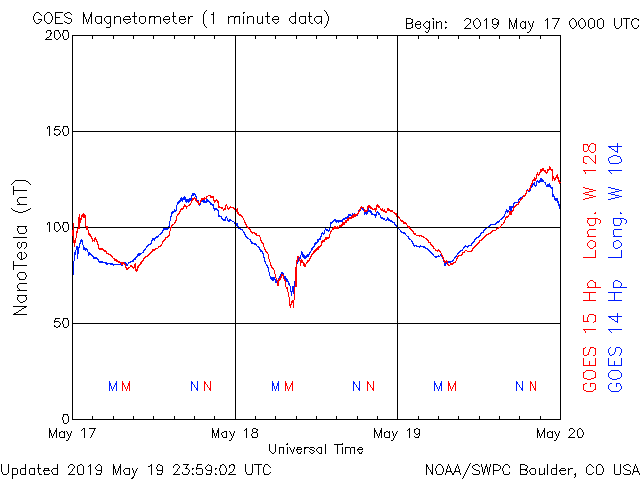 GOES Magnetometer (1 minute data)
Begin: 2019 May 17 0000 UTC
200
150
100
50
0
NanoTesla (nT)
M M N N M M N N M M N N
May 17 May 18 May 19 May 20
Universal Time
GOES 15 Hp Long. W 128
GOES 14 Hp Long. W 104
Updated 2019 May 19 23:59:02 UTC
NOAA/SWPC Boulder, CO USA